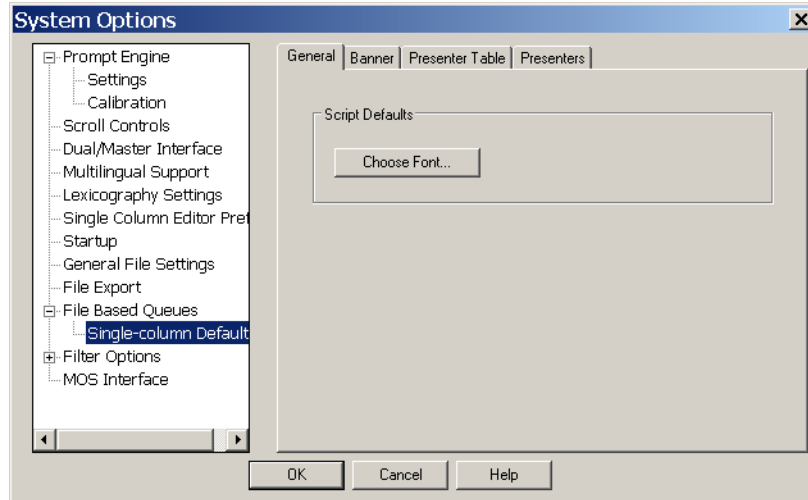 System Options
Prompt Engine
Settings
Calibration
Scroll Controls
Dual/Master Interface
Multilingual Support
Lexicography Settings
Single Column Editor Pref
Startup
General File Settings
File Export
File Based Queues
Single-column Default
Filter Options
MOS Interface
General Banner Presenter Table Presenters
Script Defaults
Choose Font...
OK Cancel Help